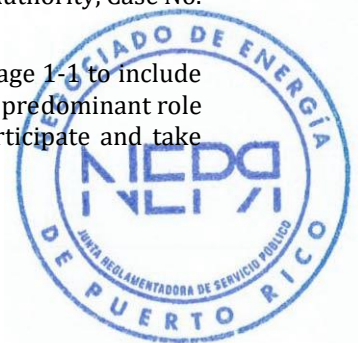 Authority, Case No.
age 1-1 to include
predominant role
rticipate and take
NEGOCIADO DE ENERGÍA
NEPR
JUNTA REGLAMENTADORA DE SERVICIO PÚBLICO
DE PUERTO RICO